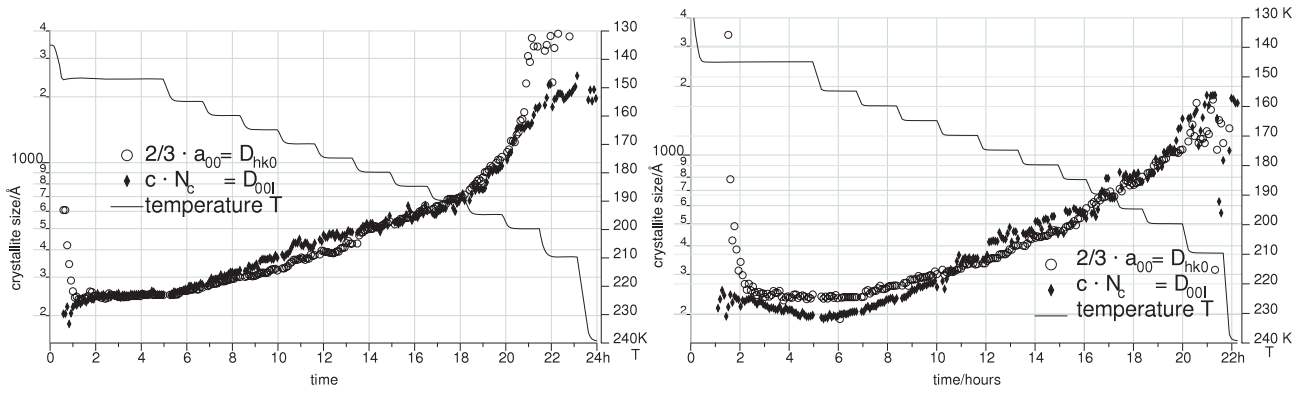 4
3
2
1000
9
8
7
6
5
4
3
2
crystallite size/Å
2/3 · a00= Dhk0
c · Nc = D00l
temperature T
130
140
150
160
170
180
190
200
210
220
230
240K
T
0 2 4 6 8 10 12 14 16 18 20 22 24h
time
4
3
2
1000
9
8
7
6
5
4
3
2
crystallite size/Å
130 K
140
150
160
170
180
190
200
210
220
230
240
T
2/3 · a00= Dhk0
c · Nc = D00l
temperature T
0 2 4 6 8 10 12 14 16 18 20 22h
time/hours